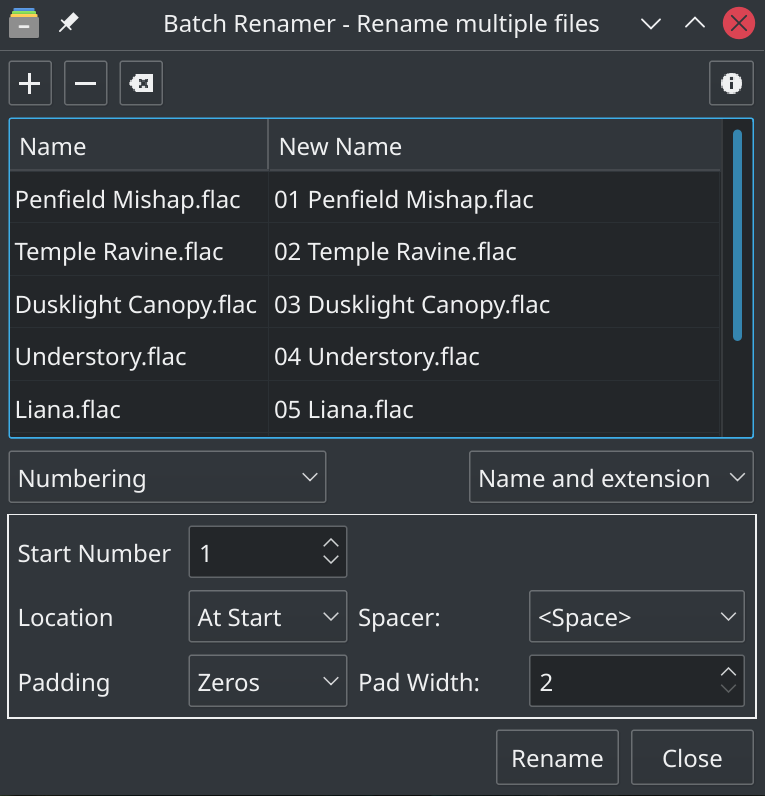 Batch Renamer - Rename multiple files
Name New Name
Penfield Mishap.flac 01 Penfield Mishap.flac
Temple Ravine.flac 02 Temple Ravine.flac
Dusklight Canopy.flac 03 Dusklight Canopy.flac
Understory.flac 04 Understory.flac
Liana.flac 05 Liana.flac
Numbering Name and extension
Start Number 1
Location At Start Spacer: <Space>
Padding Zeros Pad Width: 2
Rename Close